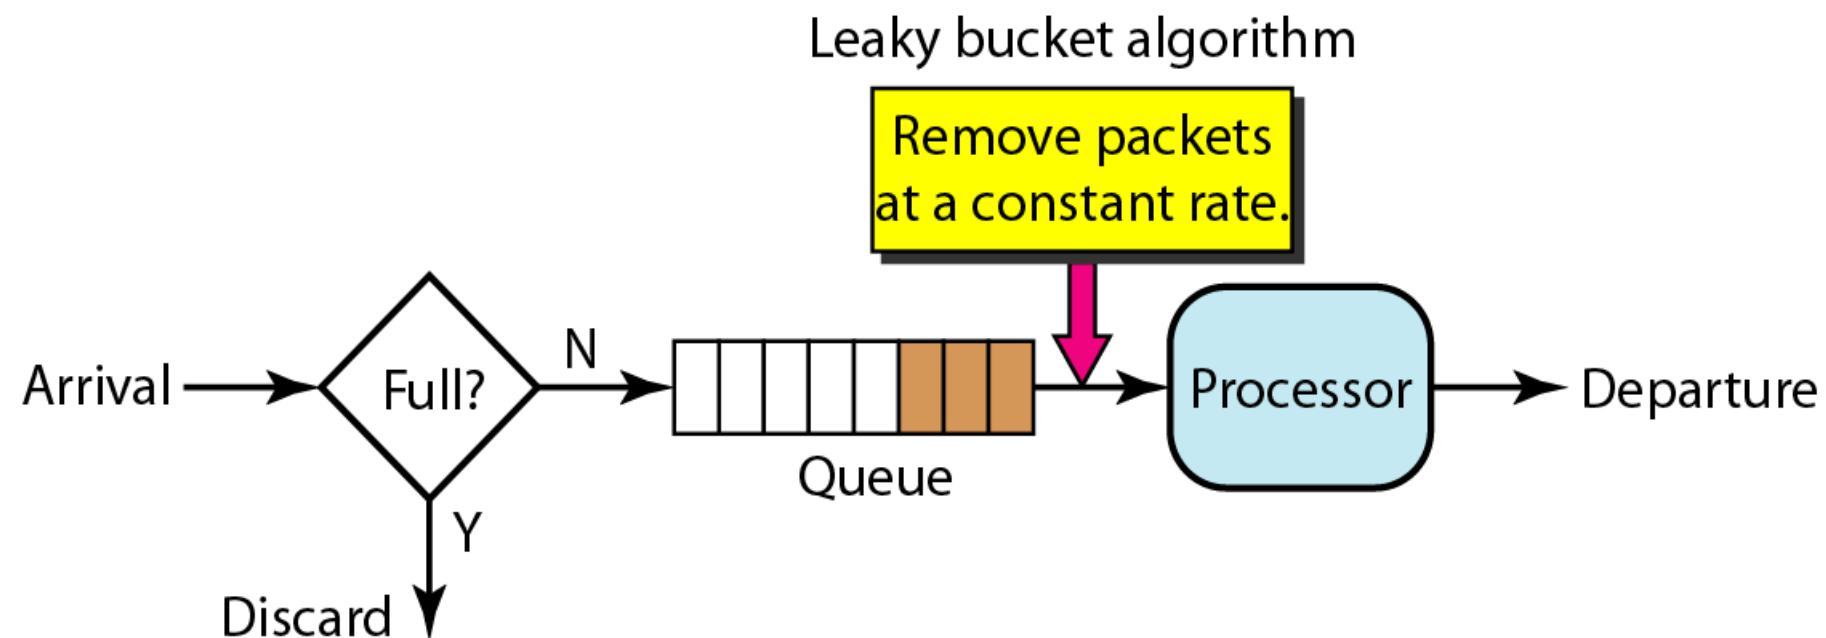 Leaky bucket algorithm
Remove packets
at a constant rate.
Arrival
Full?
N
Y
Discard
Queue
Processor
Departure